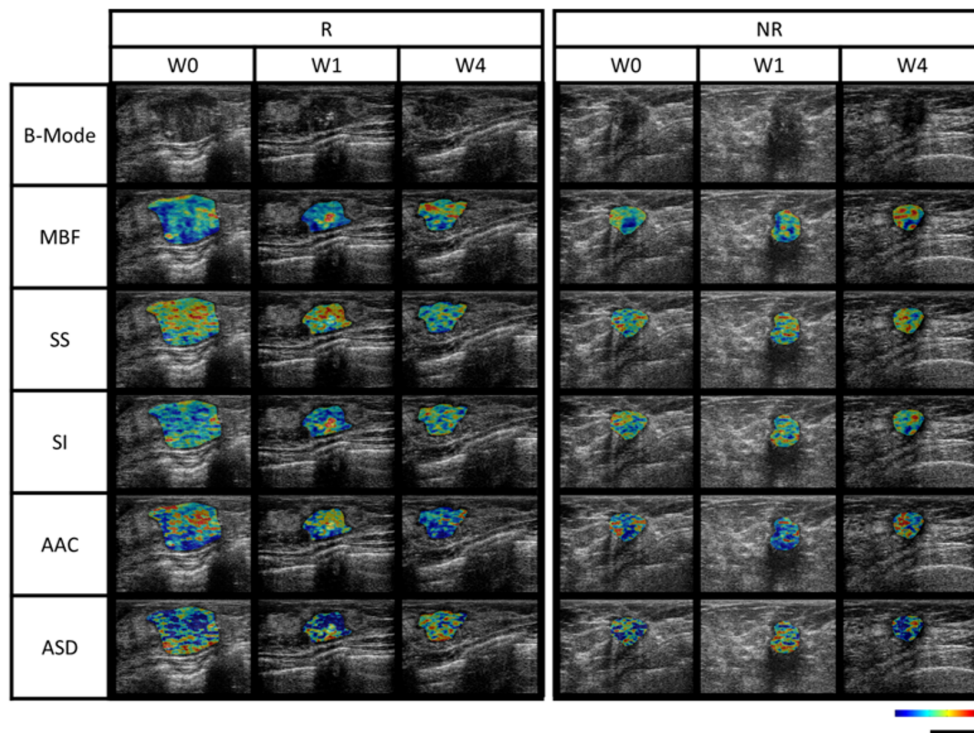 R
NR
W0 W1 W4 W0 W1 W4
B-Mode
MBF
SS
SI
AAC
ASD